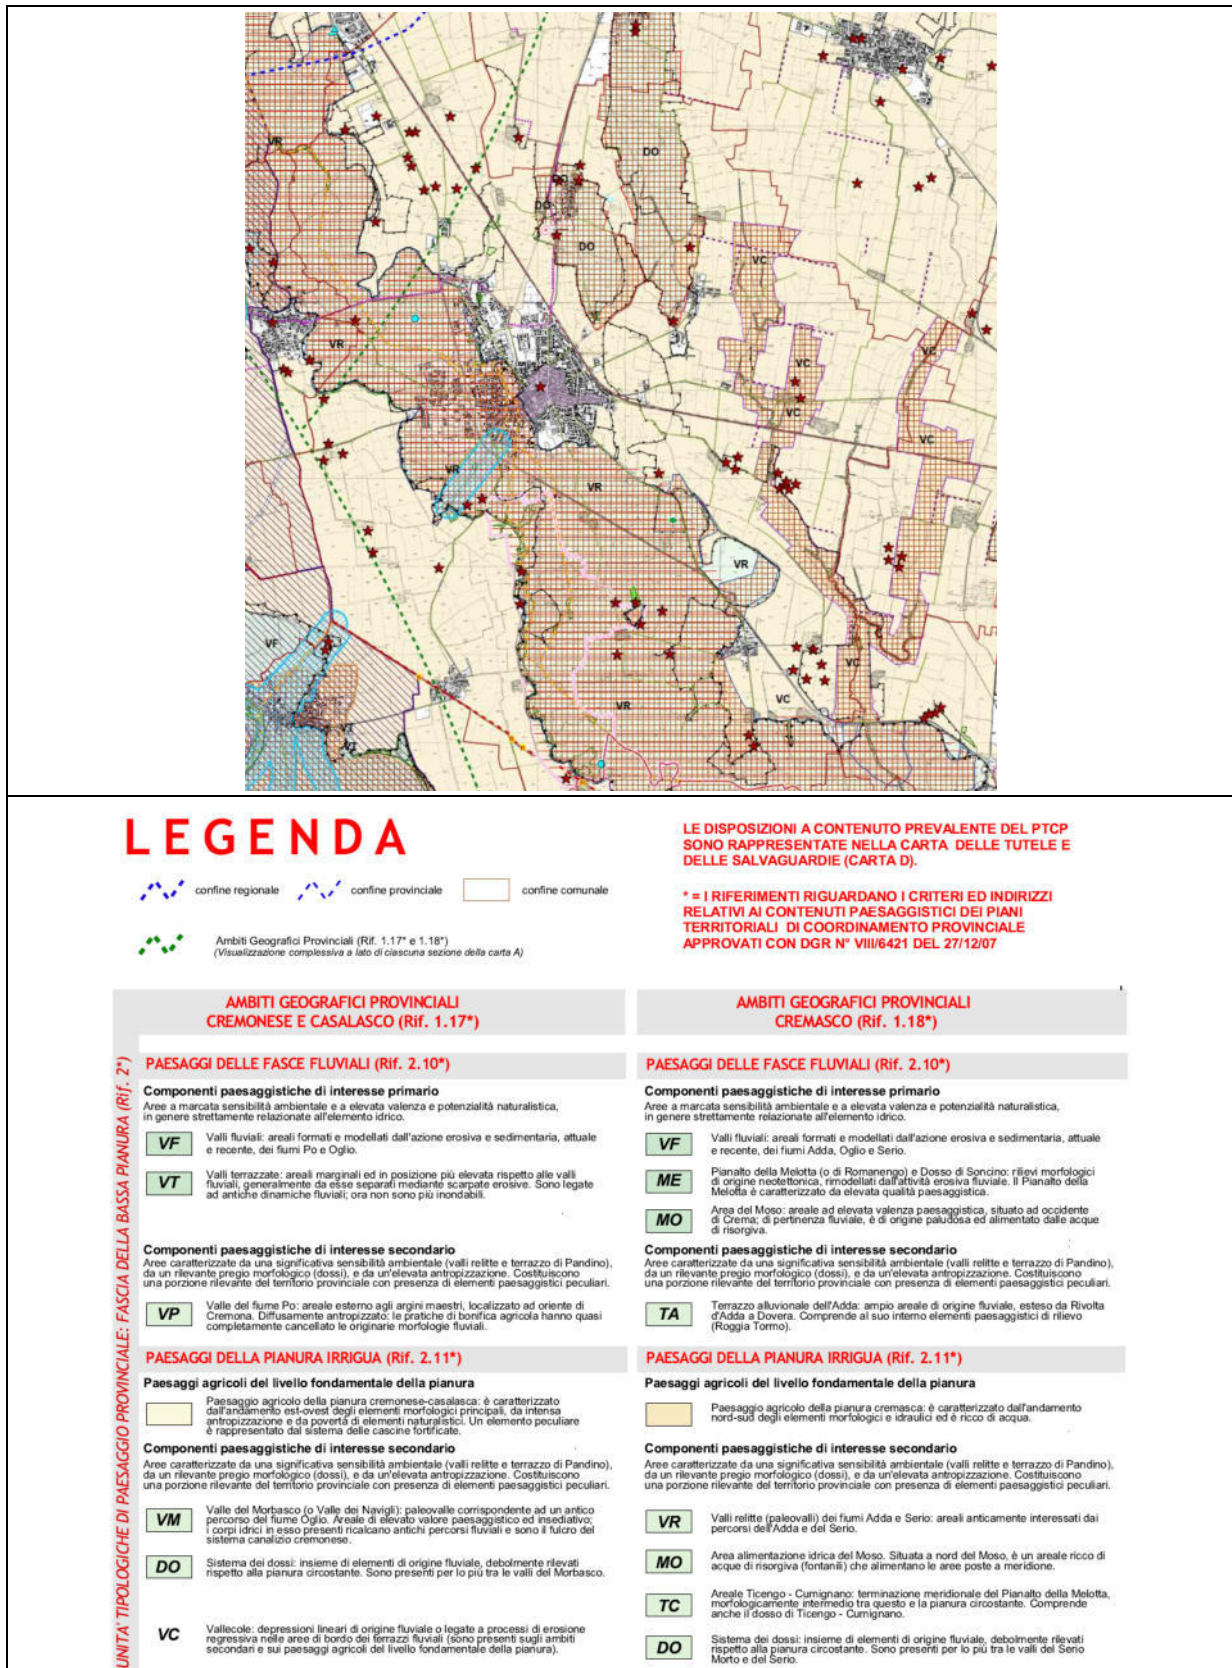 VR
DO
DO
DO
DO
VC
VR
VC
VC
VC
VC
VR
VR
VR
VF
VC
VC
VR
VT
LEGENDA
confine regionale
confine provinciale
confine comunale
Ambiti Geografici Provinciali (Rif. 1.17* e 1.18*)
(Visualizzazione complessiva a lato di ciascuna sezione della carta A)
LE DISPOSIZIONI A CONTENUTO PREVALENTE DEL PTCP
SONO RAPPRESENTATE NELLA CARTA DELLE TUTELE E
DELLE SALVAGUARDIE (CARTA D).
* = I RIFERIMENTI RIGUARDANO I CRITERI ED INDIRIZZI
RELATIVI AI CONTENUTI PAESAGGISTICI DEI PIANI
TERRITORIALI DI COORDINAMENTO PROVINCIALE
APPROVATI CON DGR N° VIII/6421 DEL 27/12/07
UNITA' TIPOLOGICHE DI PAESAGGIO PROVINCIALE: FASCIA DELLA BASSA PIANURA (Rif. 2*)
AMBITI GEOGRAFICI PROVINCIALI
CREMONESE E CASALASCO (Rif. 1.17*)
PAESAGGI DELLE FASCE FLUVIALI (Rif. 2.10*)
Componenti paesaggistiche di interesse primario
Aree a marcata sensibilità ambientale e a elevata valenza e potenzialità naturalistica,
in genere strettamente relazionate all'elemento idrico.
VF
Valli fluviali: areali formati e modellati dall'azione erosiva e sedimentaria, attuale
e recente, dei fiumi Po e Oglio.
VT
Valli terrazzate: areali marginali ed in posizione più elevata rispetto alle valli
fluviali, generalmente da esse separati mediante scarpate erosive. Sono legate
ad antiche dinamiche fluviali; ora non sono più inondabili.
Componenti paesaggistiche di interesse secondario
Aree caratterizzate da una significativa sensibilità ambientale (valli relitte e terrazzo di Pandino),
da un rilevante pregio morfologico (dossi), e da un'elevata antropizzazione. Costituiscono
una porzione rilevante del territorio provinciale con presenza di elementi paesaggistici peculiari.
VP
Valle del fiume Po: areale esterno agli argini maestri, localizzato ad oriente di
Cremona. Diffusamente antropizzato: le pratiche di bonifica agricola hanno quasi
completamente cancellato le originarie morfologie fluviali.
PAESAGGI DELLA PIANURA IRRIGUA (Rif. 2.11*)
Paesaggi agricoli del livello fondamentale della pianura
Paesaggio agricolo della pianura cremonese-casalasca: è caratterizzato
dall'andamento est-ovest degli elementi morfologici principali, da intensa
antropizzazione e da povertà di elementi naturalistici. Un elemento peculiare
è rappresentato dal sistema delle cascine fortificate.
Componenti paesaggistiche di interesse secondario
Aree caratterizzate da una significativa sensibilità ambientale (valli relitte e terrazzo di Pandino),
da un rilevante pregio morfologico (dossi), e da un'elevata antropizzazione. Costituiscono
una porzione rilevante del territorio provinciale con presenza di elementi paesaggistici peculiari.
VM
Valle del Morbasco (o Valle dei Navigli): paleovalle corrispondente ad un antico
percorso del fiume Oglio. Areale di elevato valore paesaggistico ed insediativo;
i corpi idrici in esso presenti ricalcano antichi percorsi fluviali e sono il fulcro del
sistema canalizio cremonese.
DO
Sistema dei dossi: insieme di elementi di origine fluviale, debolmente rilevati
rispetto alla pianura circostante. Sono presenti per lo più tra le valli del Morbasco.
VC
Vallecole: depressioni lineari di origine fluviale o legate a processi di erosione
regressiva nelle aree di bordo dei terrazzi fluviali (sono presenti sugli ambiti
secondari e sui paesaggi agricoli del livello fondamentale della pianura).
AMBITI GEOGRAFICI PROVINCIALI
CREMASCO (Rif. 1.18*)
PAESAGGI DELLE FASCE FLUVIALI (Rif. 2.10*)
Componenti paesaggistiche di interesse primario
Aree a marcata sensibilità ambientale e a elevata valenza e potenzialità naturalistica,
in genere strettamente relazionate all'elemento idrico.
VF
Valli fluviali: areali formati e modellati dall'azione erosiva e sedimentaria, attuale
e recente, dei fiumi Adda, Oglio e Serio.
ME
Pianalto della Melotta (o di Romanengo) e Dosso di Soncino: rilievi morfologici
di origine neotettonica, rimodellati dall'attività erosiva fluviale. Il Pianalto della
Melotta è caratterizzato da elevata qualità paesaggistica.
MO
Area del Moso: areale ad elevata valenza paesaggistica, situato ad occidente
di Crema; di pertinenza fluviale, è di origine paludosa ed alimentato dalle acque
di risorgiva.
Componenti paesaggistiche di interesse secondario
Aree caratterizzate da una significativa sensibilità ambientale (valli relitte e terrazzo di Pandino),
da un rilevante pregio morfologico (dossi), e da un'elevata antropizzazione. Costituiscono
una porzione rilevante del territorio provinciale con presenza di elementi paesaggistici peculiari.
TA
Terrazzo alluvionale dell'Adda: ampio areale di origine fluviale, esteso da Rivolta
d'Adda a Dovera. Comprende al suo interno elementi paesaggistici di rilievo
(Roggia Tormo).
PAESAGGI DELLA PIANURA IRRIGUA (Rif. 2.11*)
Paesaggi agricoli del livello fondamentale della pianura
Paesaggio agricolo della pianura cremasca: è caratterizzato dall'andamento
nord-sud degli elementi morfologici e idraulici ed è ricco di acqua.
Componenti paesaggistiche di interesse secondario
Aree caratterizzate da una significativa sensibilità ambientale (valli relitte e terrazzo di Pandino),
da un rilevante pregio morfologico (dossi), e da un'elevata antropizzazione. Costituiscono
una porzione rilevante del territorio provinciale con presenza di elementi paesaggistici peculiari.
VR
Valli relitte (paleovalli) dei fiumi Adda e Serio: areali anticamente interessati dai
percorsi dell'Adda e del Serio.
MO
Area alimentazione idrica del Moso. Situata a nord del Moso, è un areale ricco di
acque di risorgiva (fontanili) che alimentano le aree poste a meridione.
TC
Areale Ticengo - Cumignano: terminazione meridionale del Pianalto della Melotta,
morfologicamente intermedio tra questo e la pianura circostante. Comprende
anche il dosso di Ticengo - Cumignano.
DO
Sistema dei dossi: insieme di elementi di origine fluviale, debolmente rilevati
rispetto alla pianura circostante. Sono presenti per lo più tra le valli del Serio
Morto e del Serio.